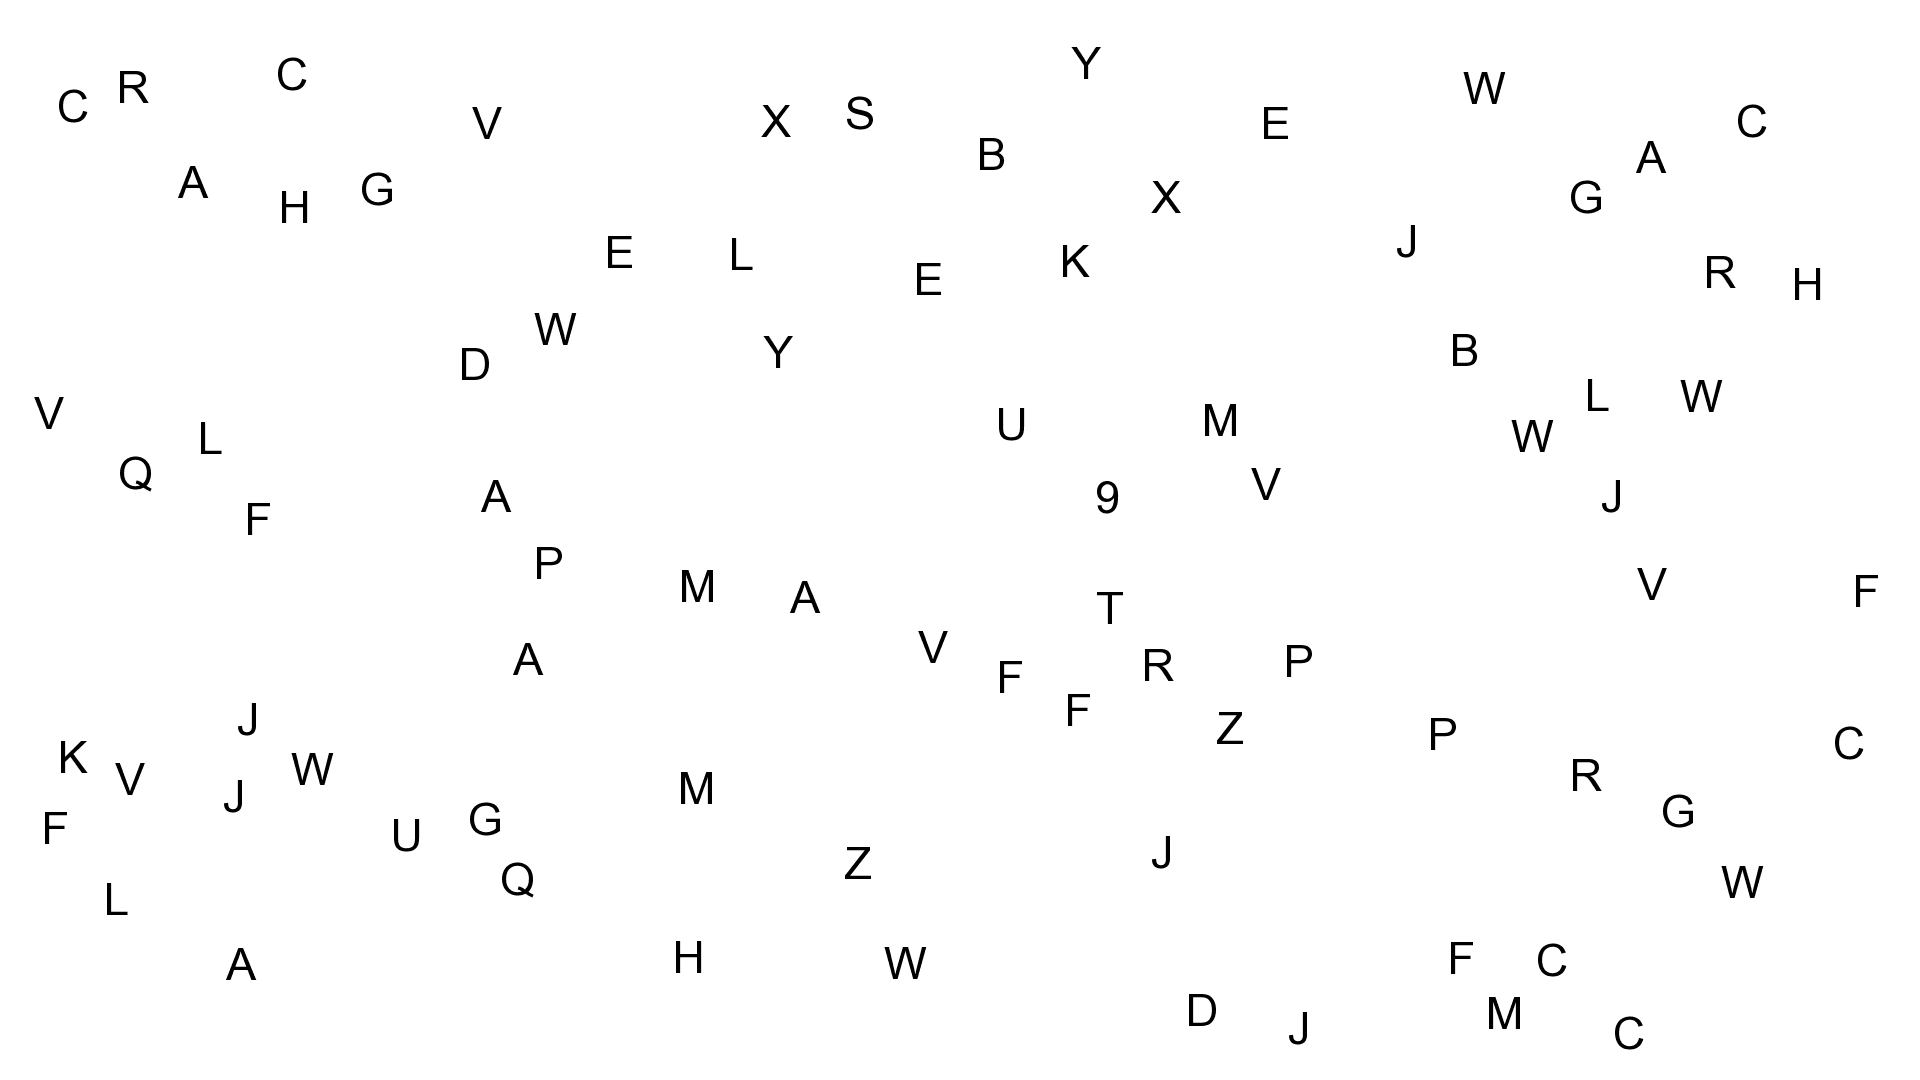 Y
C R C W
V X S E C
B A
A H G X G
E L E K J R H
W Y
D B
V L U M L W
Q W
F A 9 V J
P
M A T V F
V
A F R P
J F Z P C
K V J W M R
F U G G
Q Z J W
L
A H W F C
D J M C